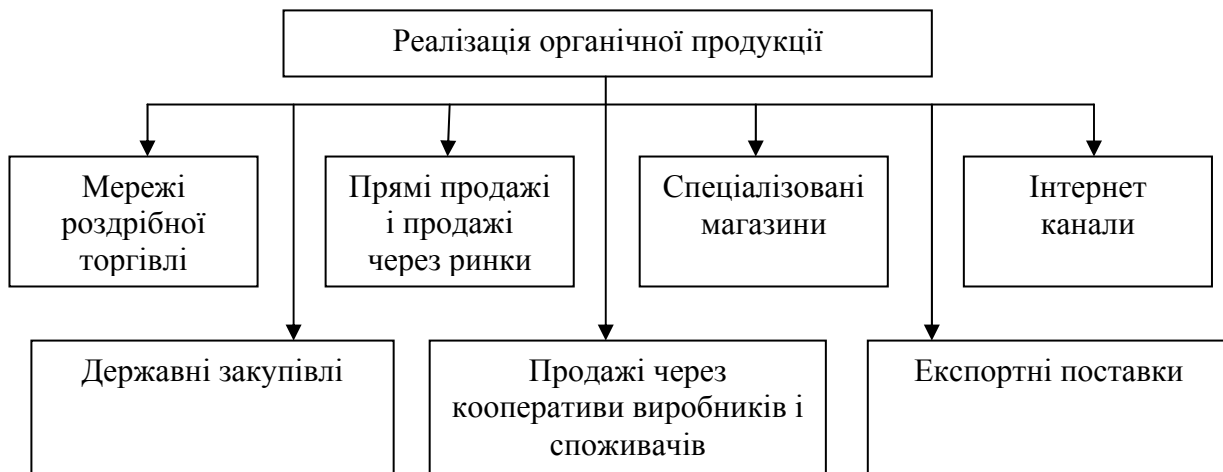 Реалізація органічної продукції
Мережі
роздрібної
торгівлі
Прямі продажі
і продажі
через ринки
Спеціалізовані
магазини
Інтернет
канали
Державні закупівлі
Продажі через
кооперативи виробників і
споживачів
Експортні поставки